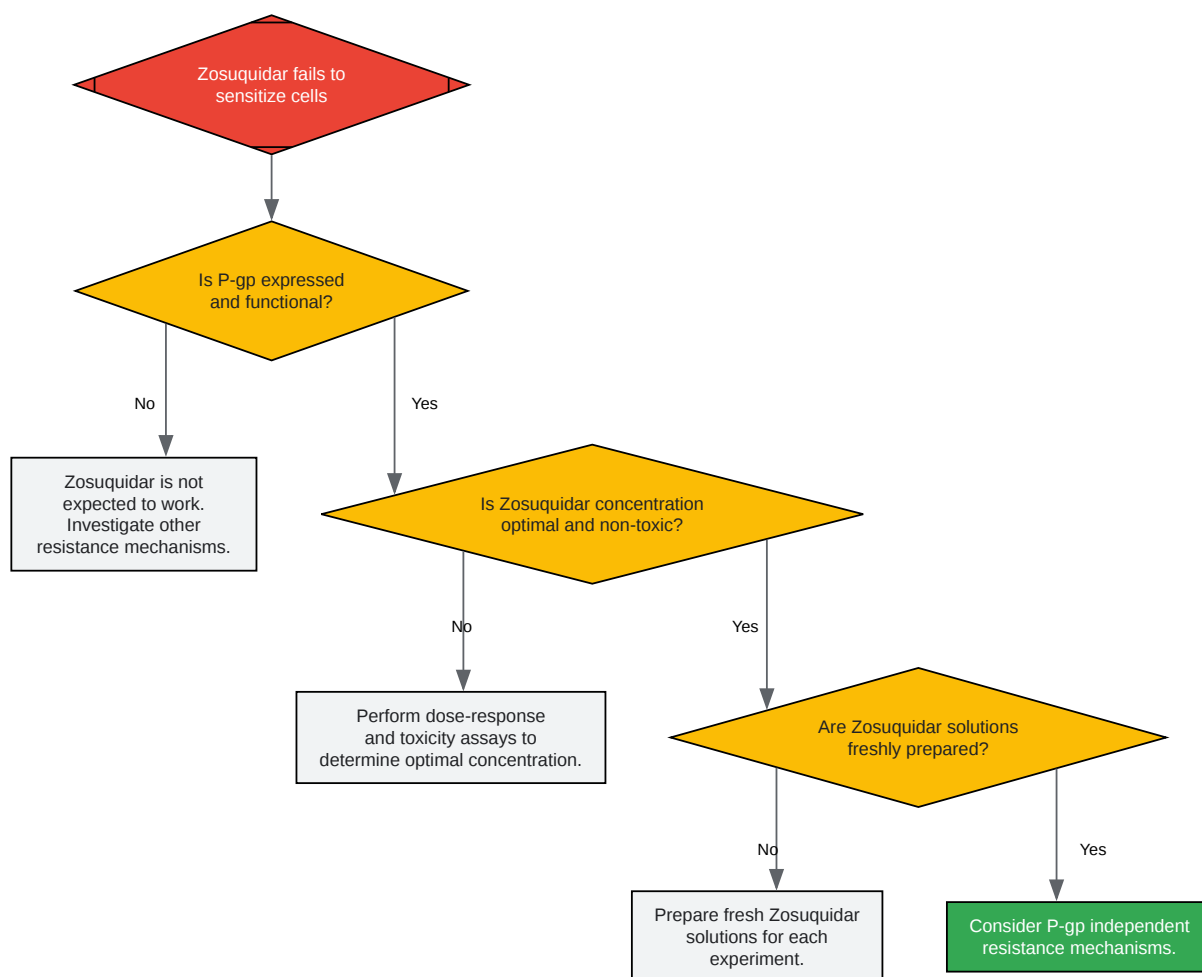 Zosuquidar fails to
sensitize cells
Is P-gp expressed
and functional?
No
Yes
Zosuquidar is not
expected to work.
Investigate other
resistance mechanisms.
Is Zosuquidar concentration
optimal and non-toxic?
No
Yes
Perform dose-response
and toxicity assays to
determine optimal concentration.
Are Zosuquidar solutions
freshly prepared?
No
Yes
Prepare fresh Zosuquidar
solutions for each
experiment.
Consider P-gp independent
resistance mechanisms.